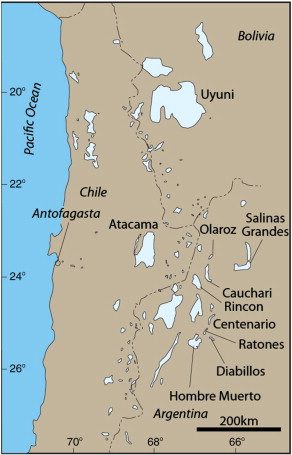 Bolivia
Uyuni
20°
Pacific Ocean
22°
Chile
Antofagasta
Atacama
Olaroz
Salinas
Grandes
24°
Cauchari
Rincon
Centenario
Ratones
26°
Diabillos
Hombre Muerto
Argentina
200km
70°
68°
66°